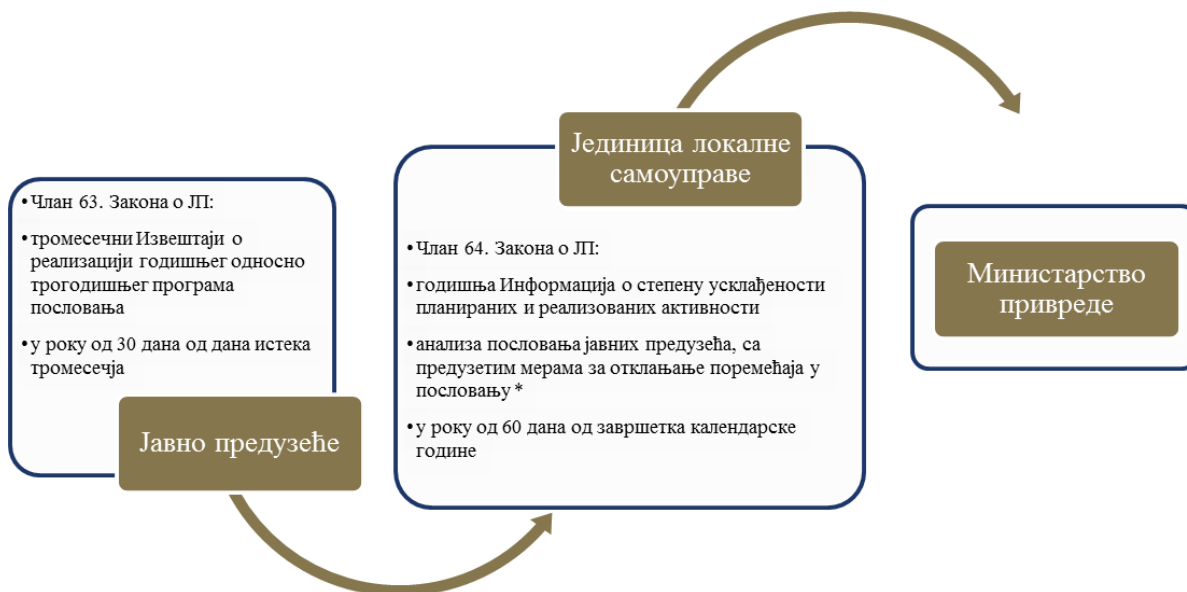 • Члан 63. Закона о ЈП:
• тромесечни Извештаји о
реализацији годишњег односно
трогодишњег програма
пословања
• у року од 30 дана од дана истека
тромесечја
Јавно предузеће
Јединица локалне
самоуправе
• Члан 64. Закона о ЈП:
• годишња Информација о степену усклађености
планираних и реализованих активности
• анализа пословања јавних предузећа, са
предузетим мерама за отклањање поремећаја у
пословању *
• у року од 60 дана од завршетка календарске
године
Министарство
привреде